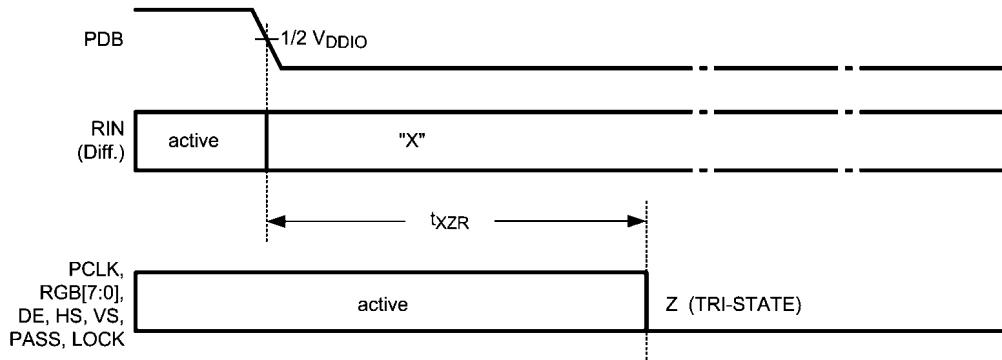 PDB
1/2 VDDIO
RIN
(Diff.)
active
"X"
tXZR
PCLK,
RGB[7:0],
DE, HS, VS,
PASS, LOCK
active
Z (TRI-STATE)